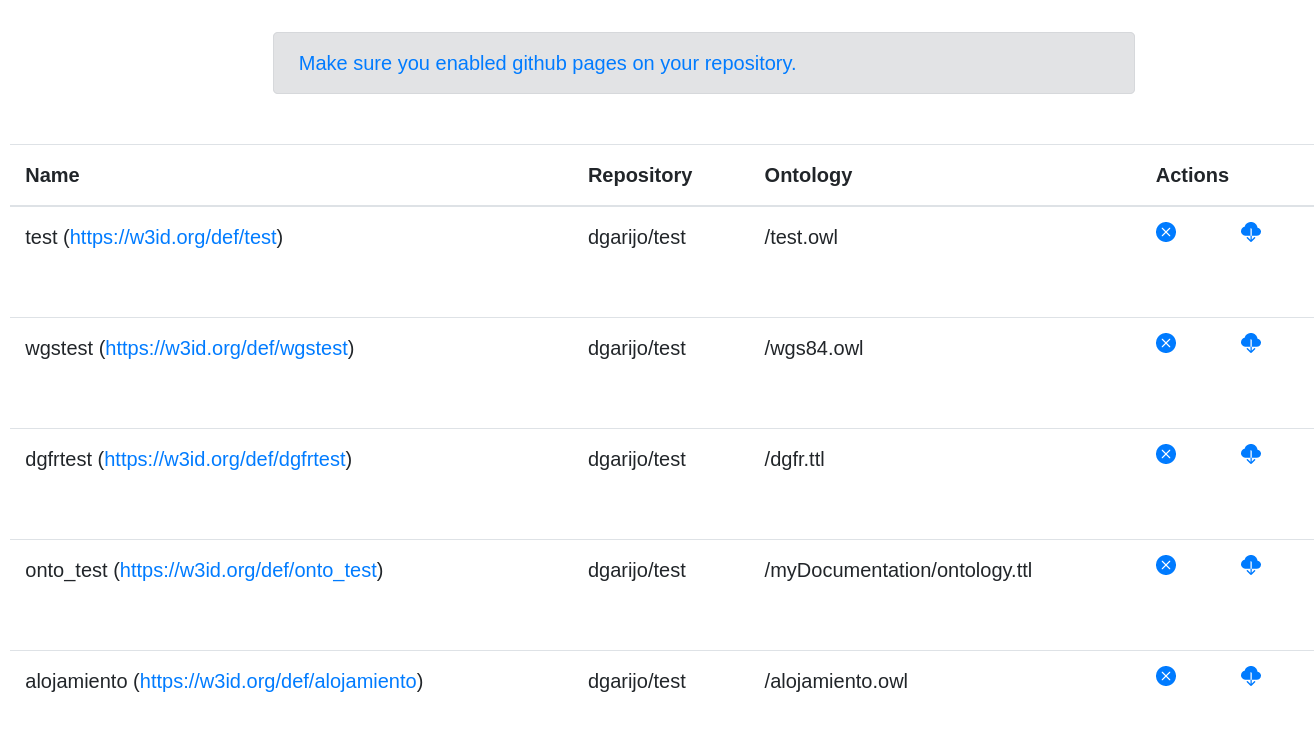 Make sure you enabled github pages on your repository.
Name Repository Ontology Actions
test (https://w3id.org/def/test) dgarijo/test /test.owl
wgstest (https://w3id.org/def/wgstest) dgarijo/test /wgs84.owl
dgfrtest (https://w3id.org/def/dgfrtest) dgarijo/test /dgfr.ttl
onto_test (https://w3id.org/def/onto_test) dgarijo/test /myDocumentation/ontology.ttl
alojamiento (https://w3id.org/def/alojamiento) dgarijo/test /alojamiento.owl